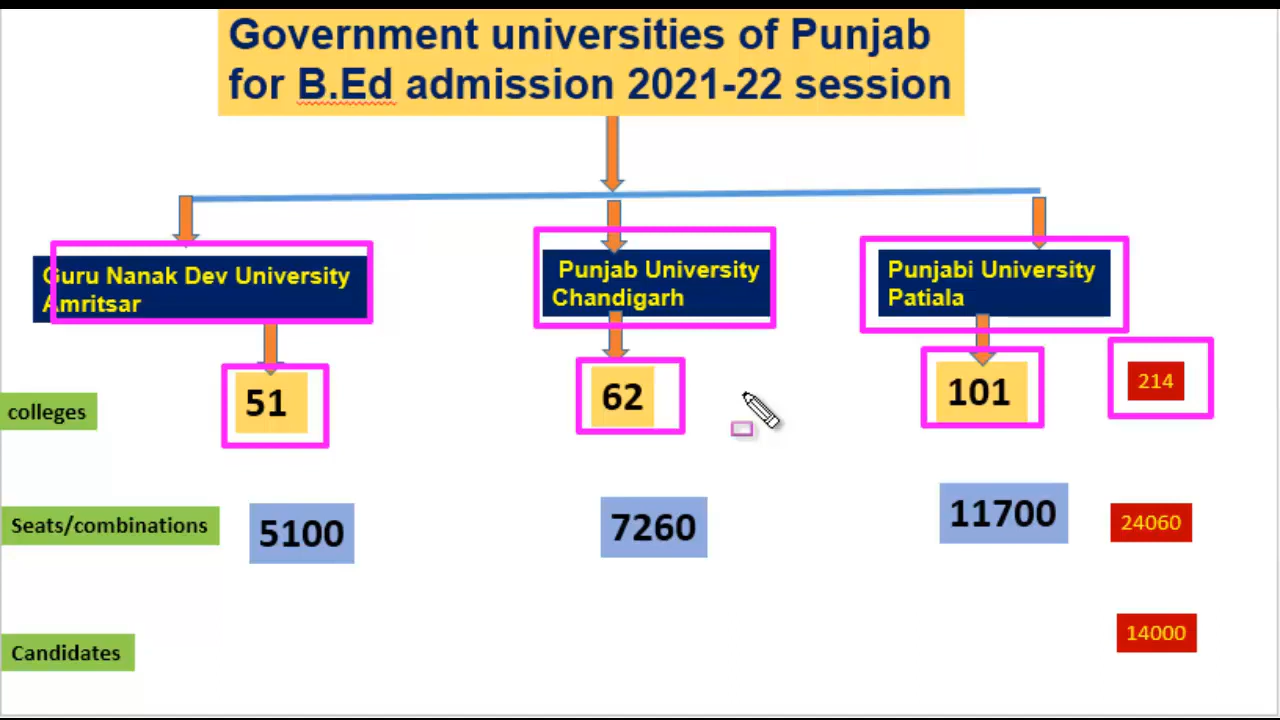 Government universities of Punjab
for B.Ed admission 2021-22 session
Guru Nanak Dev University
Amritsar
Punjab University
Chandigarh
Punjabi University
Patiala
colleges
51
62
101
214
Seats/combinations
5100
7260
11700
24060
Candidates
14000